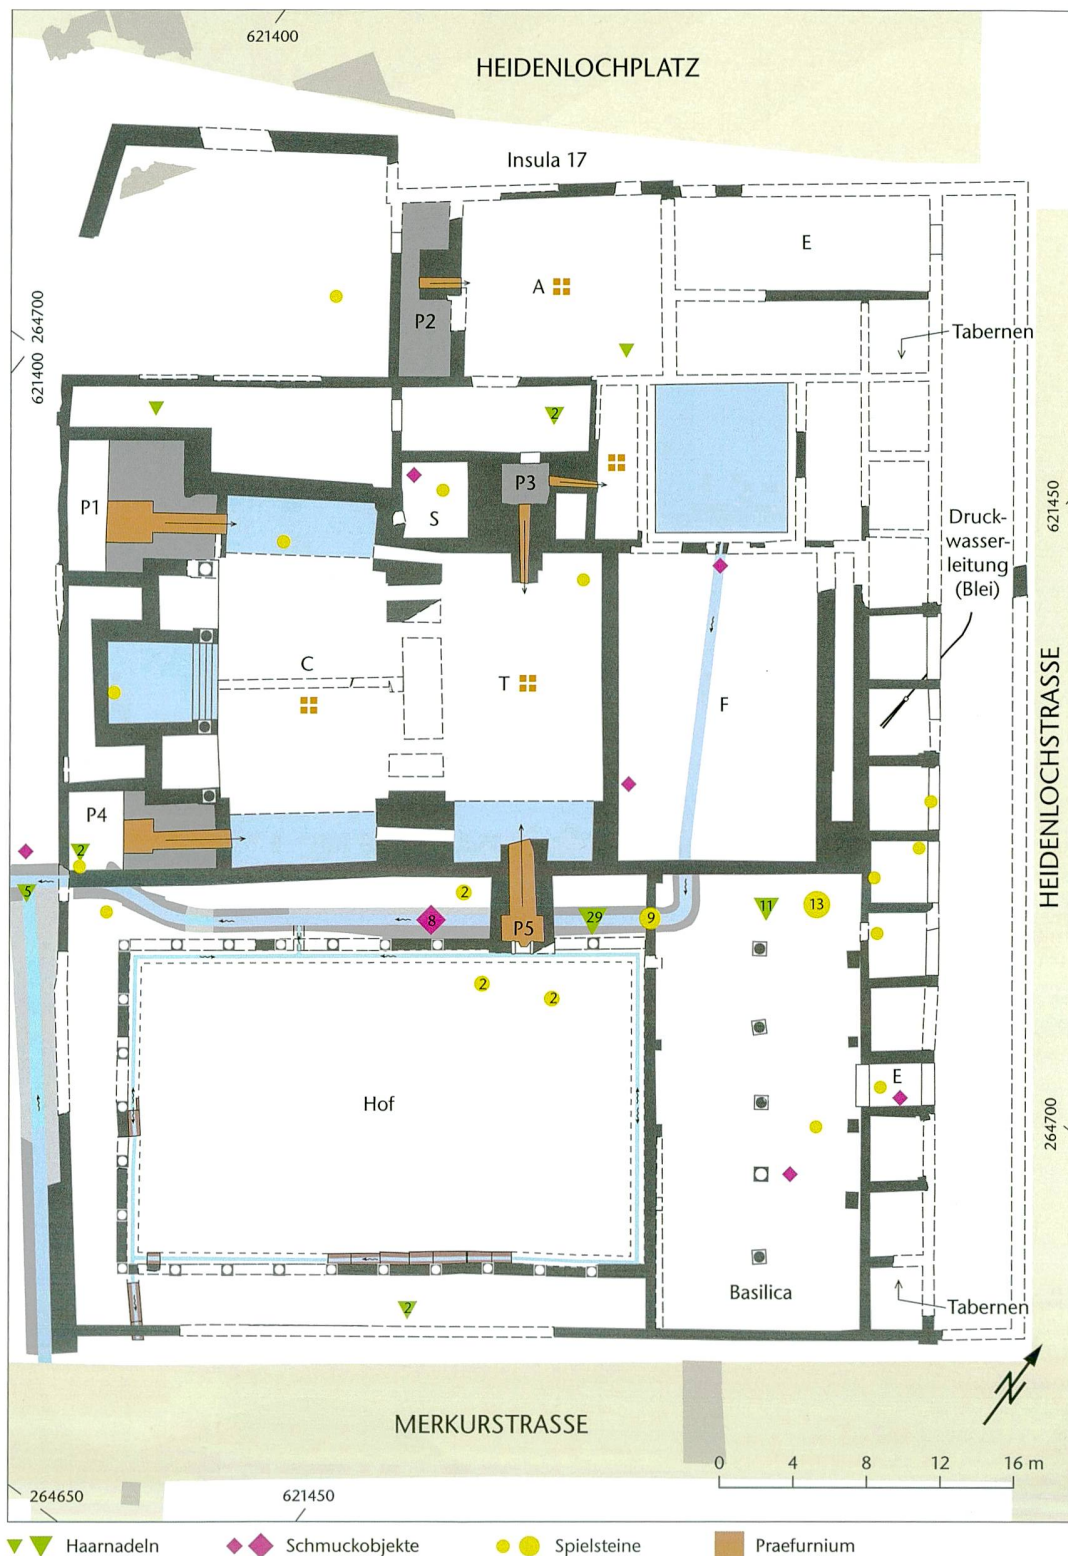 621400
HEIDENLOCHPLATZ
Insula 17
E
A
264700
P2
Tabernen
621400
2
P3
P1
S
621450
Druck-
wasser-
leitung
(Blei)
C
T
F
HEIDENLOCHSTRASSE
P4
2
5
2
8
P5
29
9
11
13
2
2
E
Hof
264700
Basilica
2
Tabernen
N
MERKURSTRASSE
0 4 8 12 16 m
264650
621450
Haarnadeln Schmuckobjekte Spielsteine Praefurnium